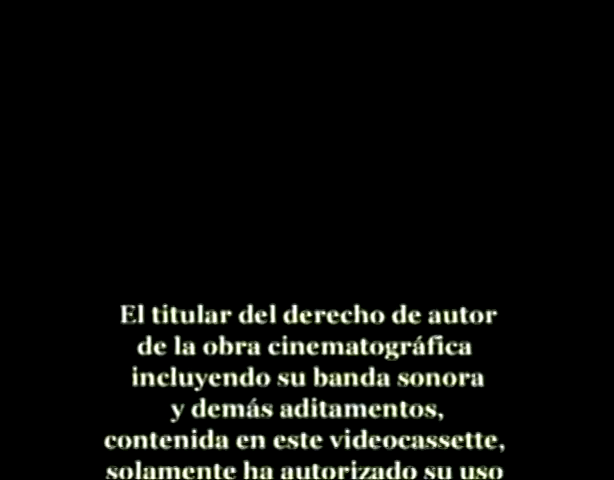 El titular del derecho de autor
de la obra cinematográfica
incluyendo su banda sonora
y demás aditamentos,
contenida en este videocassette,
solamente ha autorizado su uso